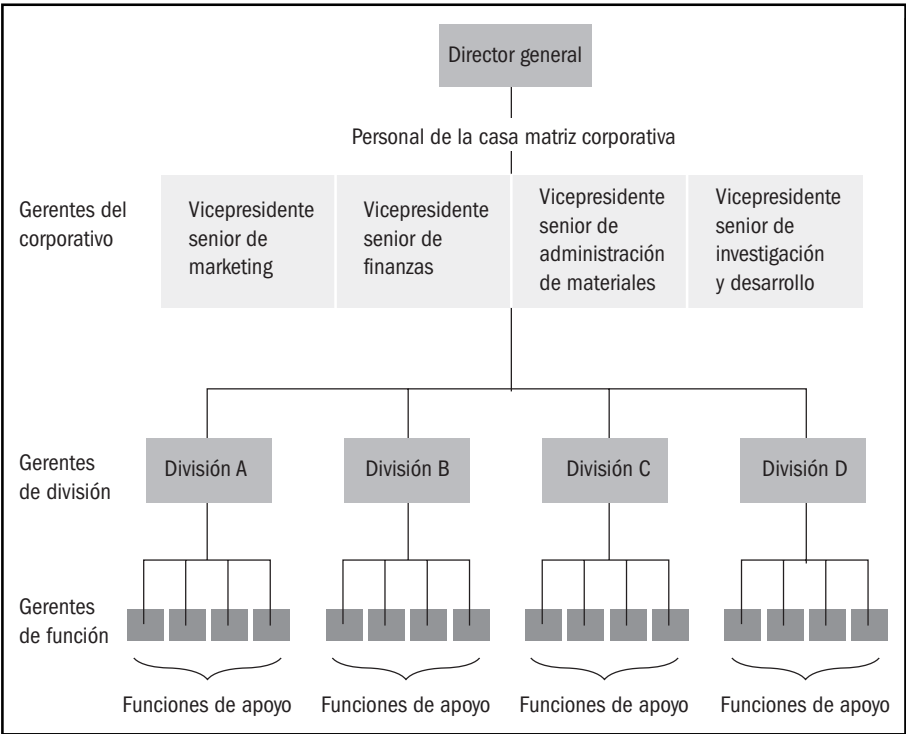 Director general
Personal de la casa matriz corporativa
Gerentes del
corporativo
Vicepresidente
senior de
marketing
Vicepresidente
senior de
finanzas
Vicepresidente
senior de
administración
de materiales
Vicepresidente
senior de
investigación
y desarrollo
Gerentes
de división
División A
División B
División C
División D
Gerentes
de función
Funciones de apoyo
Funciones de apoyo
Funciones de apoyo
Funciones de apoyo